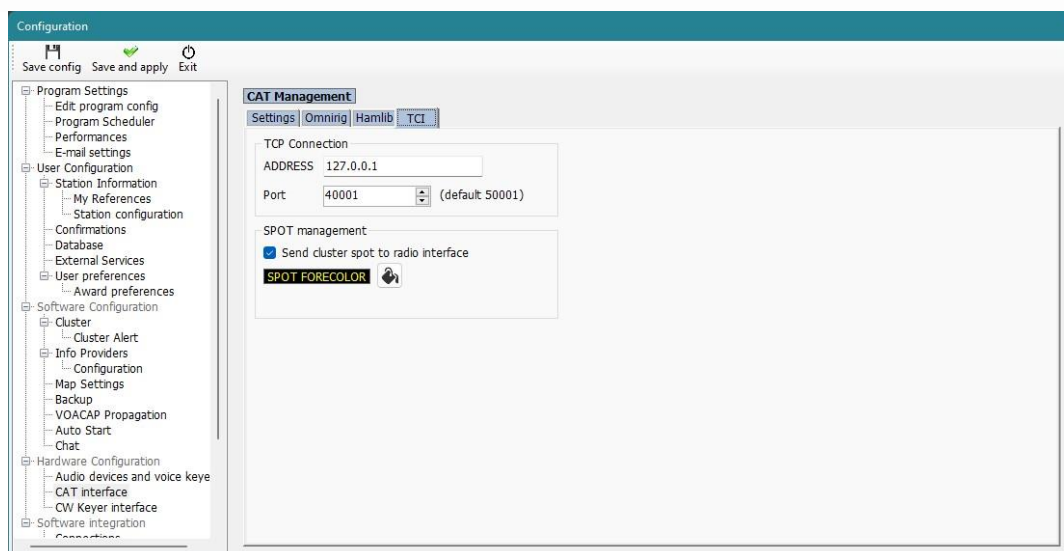 Configuration
Save config Save and apply Exit
Program Settings
Edit program config
Program Scheduler
Performances
E-mail settings
User Configuration
Station Information
My References
Station configuration
Confirmations
Database
External Services
User preferences
Award preferences
Software Configuration
Cluster
Cluster Alert
Info Providers
Configuration
Map Settings
Backup
VOACAP Propagation
Auto Start
Chat
Hardware Configuration
Audio devices and voice keye
CAT interface
CW Keyer interface
Software integration
Connections
CAT Management
Settings Omnirig Hamlib TCI
TCP Connection
ADDRESS 127.0.0.1
Port 40001 (default 50001)
SPOT management
Send cluster spot to radio interface
SPOT FORECOLOR